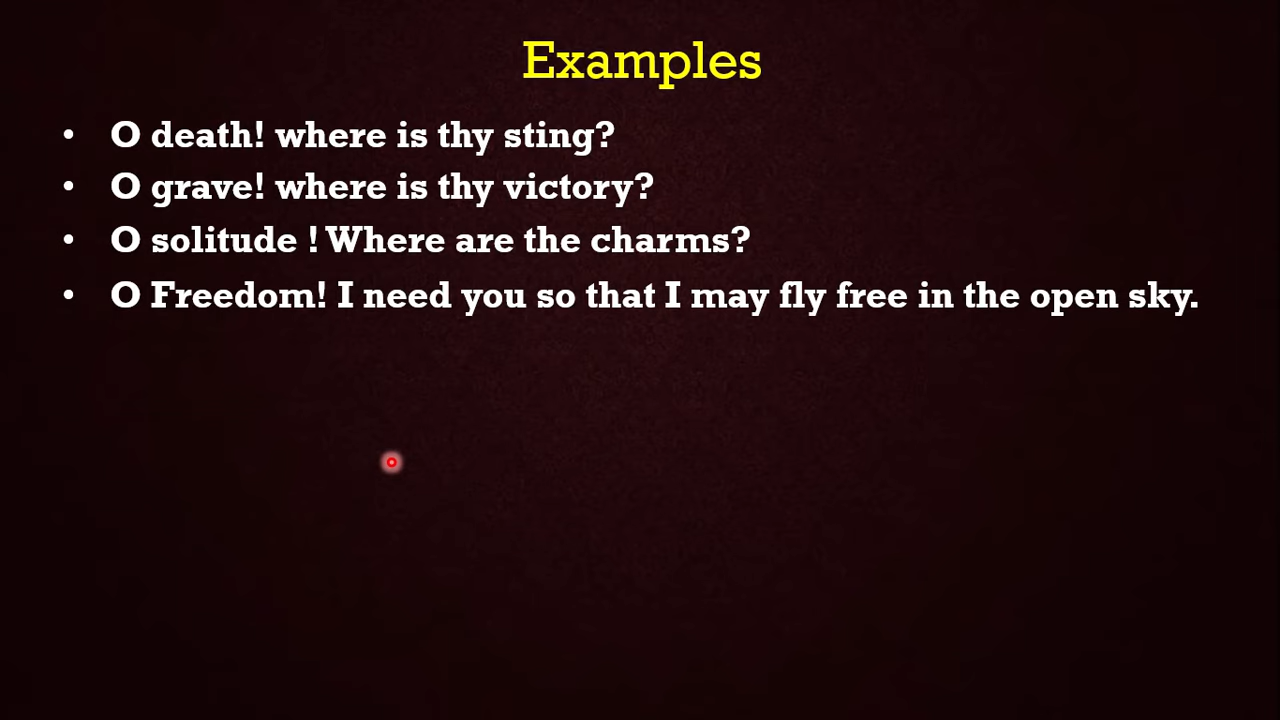 Examples
• O death! where is thy sting?
• O grave! where is thy victory?
• O solitude ! Where are the charms?
• O Freedom! I need you so that I may fly free in the open sky.